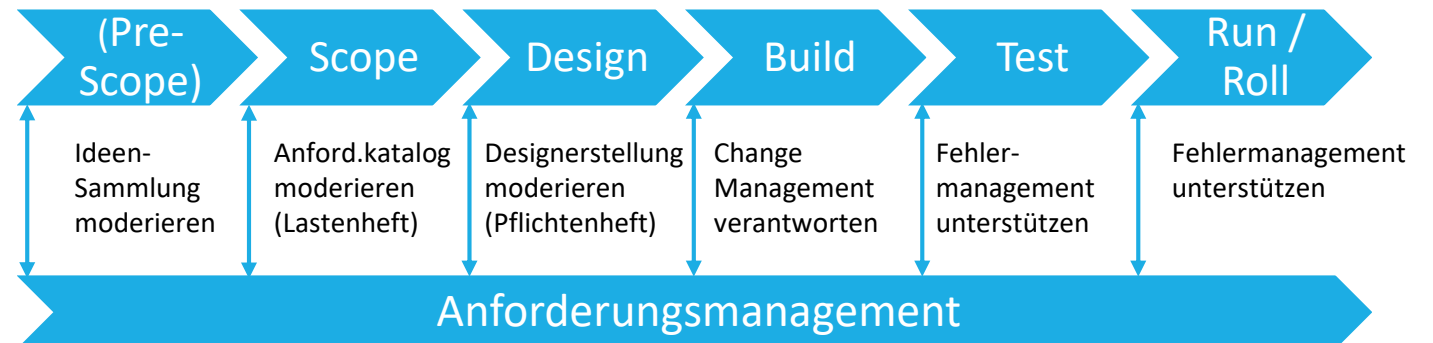 (Pre-
Scope)
Scope
Design
Build
Test
Run /
Roll
Ideen-
Sammlung
moderieren
Anford.katalog
moderieren
(Lastenheft)
Designerstellung
moderieren
(Pflichtenheft)
Change
Management
verantworten
Fehler-
management
unterstützen
Fehlermanagement
unterstützen
Anforderungsmanagement